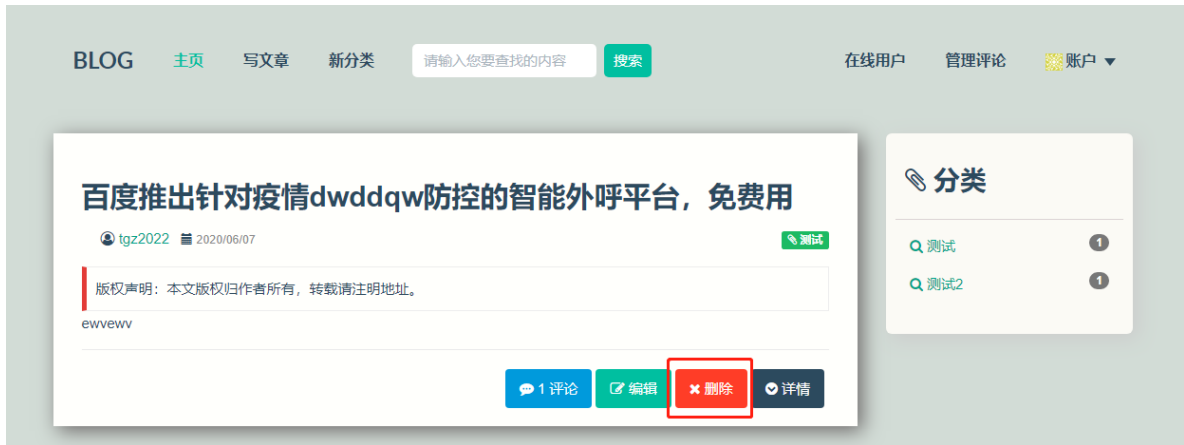 BLOG 主页 写文章 新分类 请输入您要查找的内容 搜索 在线用户 管理评论 账户
百度推出针对疫情dwddqw防控的智能外呼平台，免费用
tgz2022 2020/06/07 测试
版权声明：本文版权归作者所有，转载请注明地址。
ewvewv
1 评论 编辑 删除 详情
分类
测试 1
测试2 1